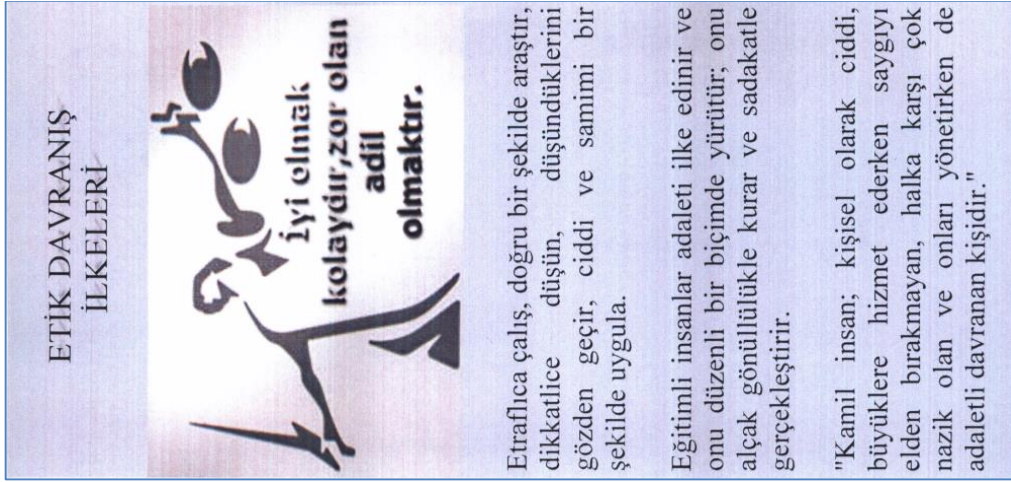 ETİK DAVRANIŞ
İLKELERİ
İyi olmak
kolaydır,zor olan
adil
olmaktır.
Etraflıca çalış, doğru bir şekilde araştır,
dikkatlice düşün, düşündüklerini
gözden geçir, ciddi ve samimi bir
şekilde uygula.
Eğitimli insanlar adaleti ilke edinir ve
onu düzenli bir biçimde yürütür; onu
alçak gönüllülükle kurar ve sadakatle
gerçekleştirir.
"Kamil insan; kişisel olarak ciddi,
büyüklere hizmet ederken saygıyı
elden bırakmayan, halka karşı çok
nazik olan ve onları yönetirken de
adaletli davranan kişidir."